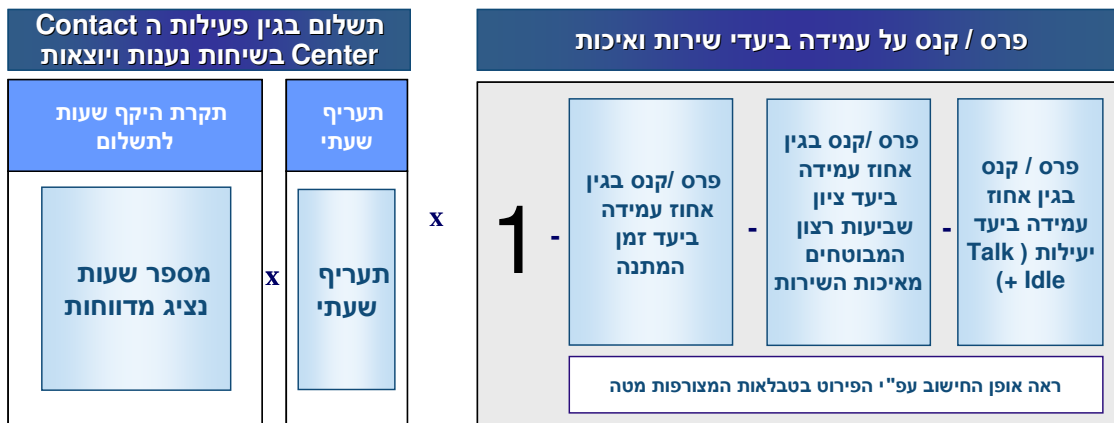 תשלום בגין פעילות ה Contact
Center בשיחות נענות ויוצאות
פרס / קנס על עמידה ביעדי שירות ואיכות
תקרת היקף שעות
לתשלום
תעריף
שעתי
מספר שעות
נציג מדווחות
x
תעריף
שעתי
x
1
-
פרס /קנס בגין
אחוז עמידה
ביעד זמן
המתנה
-
פרס /קנס בגין
אחוז עמידה
ביעד ציון
שביעות רצון
המבוטחים
מאיכות השירות
-
פרס / קנס
בגין אחוז
עמידה ביעד
יעילות ( Talk
(+ Idle
ראה אופן החישוב עפ"י הפירוט בטבלאות המצורפות מטה